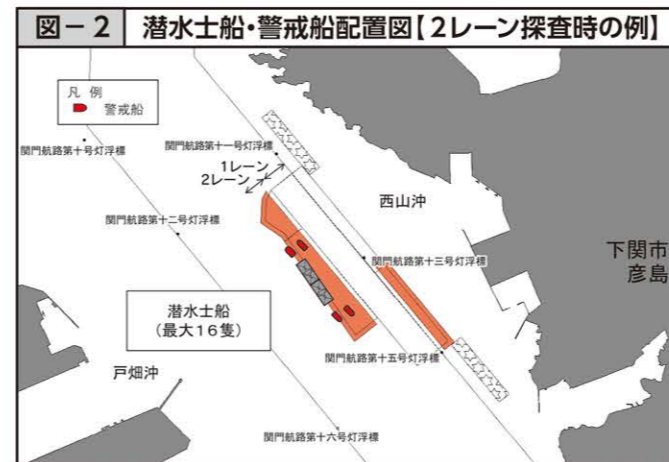 図－2 潜水士船・警戒船配置図【2レーン探査時の例】
凡 例
警戒船
関門航路第十号灯浮標
関門航路第十一号灯浮標
1レーン
2レーン
西山沖
関門航路第十二号灯浮標
下関市
彦島
関門航路第十三号灯浮標
潜水士船
（最大16隻）
関門航路第十五号灯浮標
戸畑沖
関門航路第十六号灯浮標